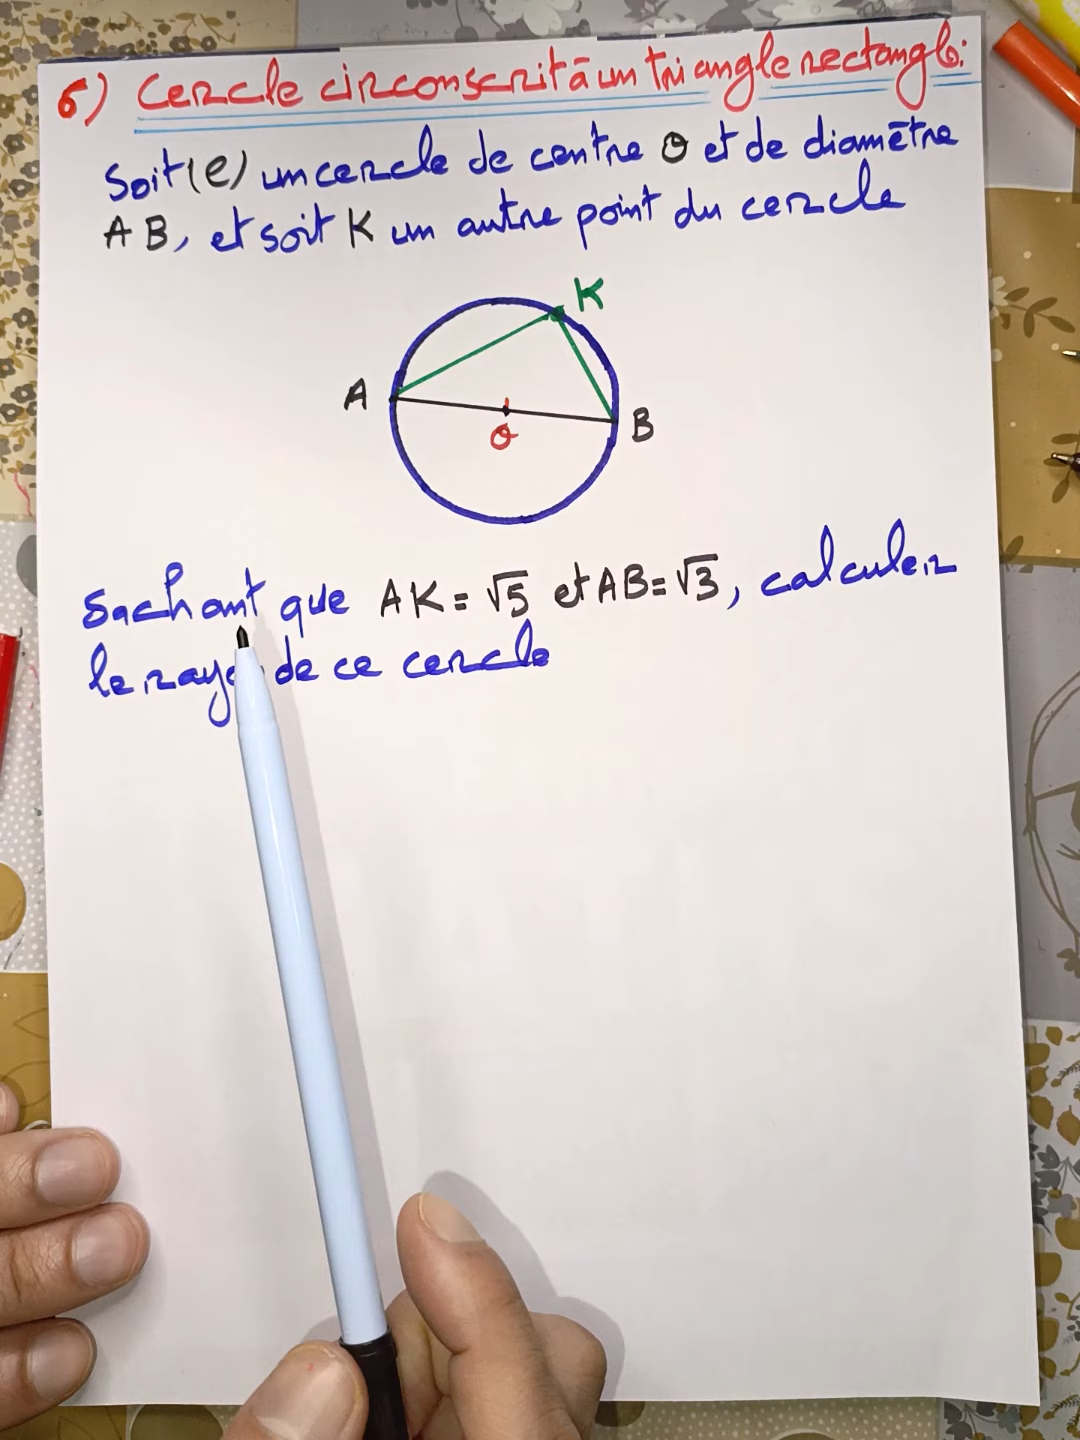 6) Cercle circonscrit à un triangle rectangle:
Soit (C) un cercle de centre O et de diamètre
AB, et soit K un autre point du cercle
K
A
O
B
Sachant que AK = √5 et AB = √3, calculer
le rayo de ce cercle